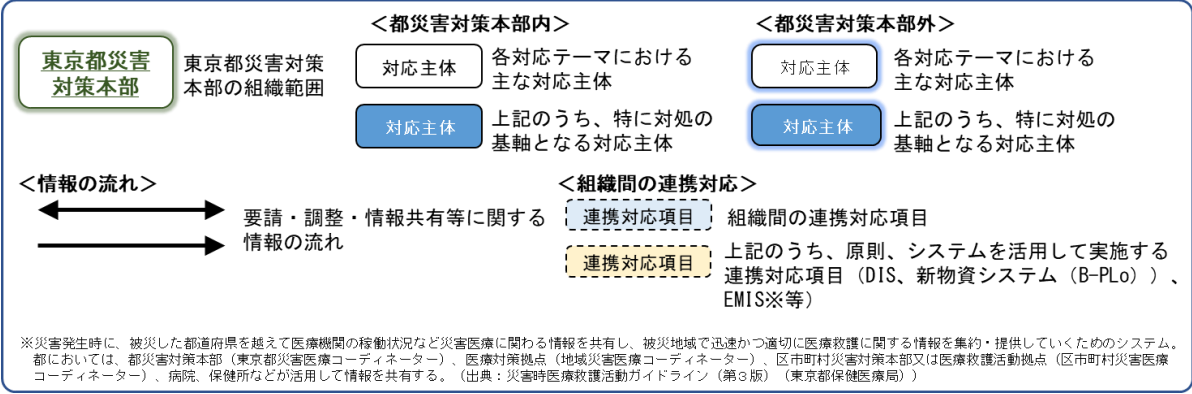 ＜都災害対策本部内＞
＜都災害対策本部外＞
東京都災害
対策本部
東京都災害対策
本部の組織範囲
対応主体
各対応テーマにおける
主な対応主体
対応主体
各対応テーマにおける
主な対応主体
対応主体
上記のうち、特に対処の
基軸となる対応主体
対応主体
上記のうち、特に対処の
基軸となる対応主体
＜情報の流れ＞
要請・調整・情報共有等に関する
情報の流れ
＜組織間の連携対応＞
連携対応項目
組織間の連携対応項目
連携対応項目
上記のうち、原則、システムを活用して実施する
連携対応項目（DIS、新物資システム（B-PLo））、
EMIS※等）
※災害発生時に、被災した都道府県を越えて医療機関の稼働状況など災害医療に関わる情報を共有し、被災地域で迅速かつ適切に医療救護に関する情報を集約・提供していくためのシステム。
都においては、都災害対策本部（東京都災害医療コーディネーター）、医療対策拠点（地域災害医療コーディネーター）、区市町村災害対策本部又は医療救護活動拠点（区市町村災害医療
コーディネーター）、病院、保健所などが活用して情報を共有する。（出典：災害時医療救護活動ガイドライン（第３版）（東京都保健医療局））